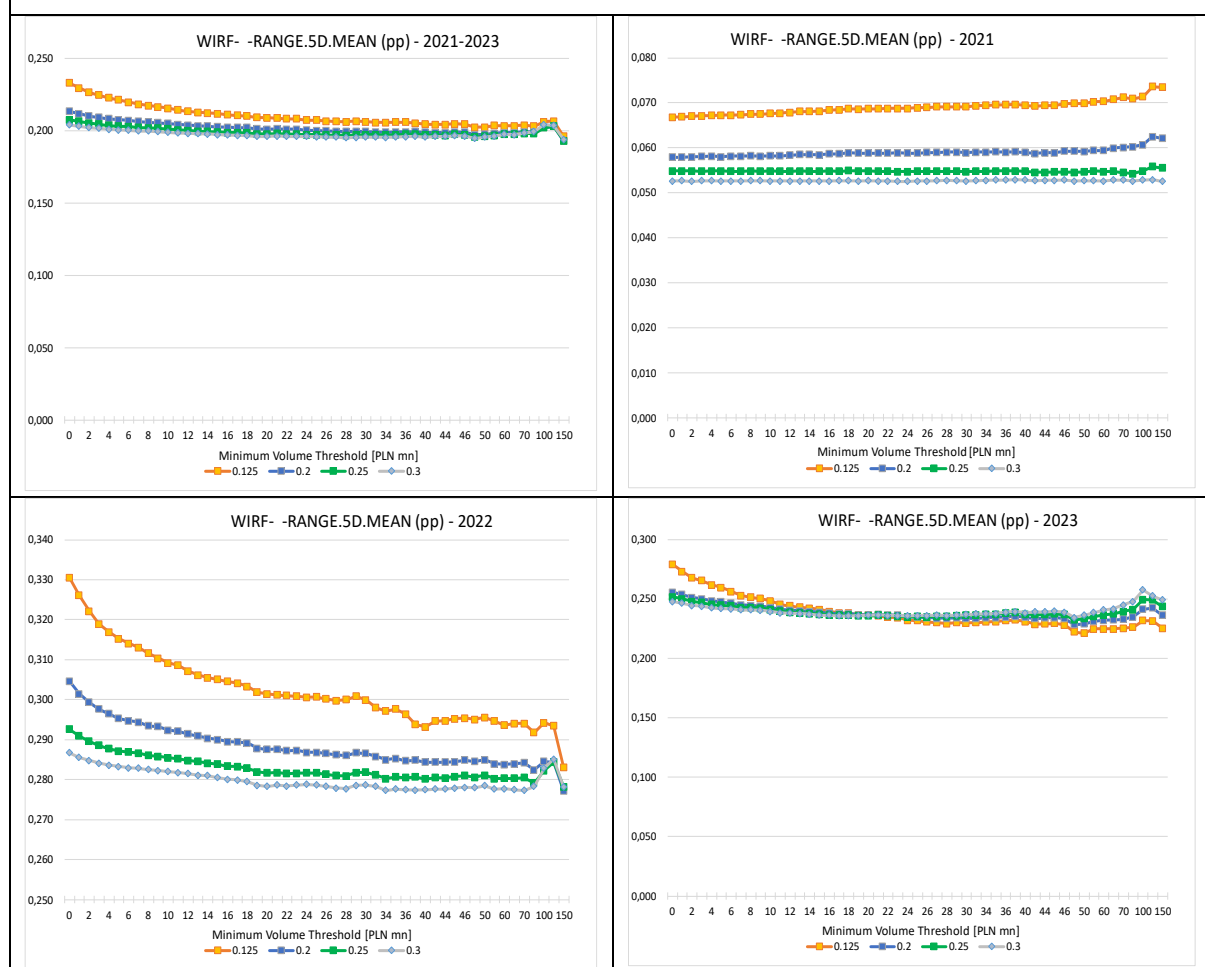 WIRF- -RANGE.5D.MEAN (pp) - 2021-2023
0,250
0,200
0,150
0,100
0,050
0,000
0 2 4 6 8 10 12 14 16 18 20 22 24 26 28 30 34 36 40 44 46 50 60 70 100 150
Minimum Volume Threshold [PLN mn]
0.125 0.2 0.25 0.3
WIRF- -RANGE.5D.MEAN (pp) - 2021
0,080
0,070
0,060
0,050
0,040
0,030
0,020
0,010
0,000
0 2 4 6 8 10 12 14 16 18 20 22 24 26 28 30 34 36 40 44 46 50 60 70 100 150
Minimum Volume Threshold [PLN mn]
0.125 0.2 0.25 0.3
WIRF- -RANGE.5D.MEAN (pp) - 2022
0,340
0,330
0,320
0,310
0,300
0,290
0,280
0,270
0,260
0,250
0 2 4 6 8 10 12 14 16 18 20 22 24 26 28 30 34 36 40 44 46 50 60 70 100 150
Minimum Volume Threshold [PLN mn]
0.125 0.2 0.25 0.3
WIRF- -RANGE.5D.MEAN (pp) - 2023
0,300
0,250
0,200
0,150
0,100
0,050
0,000
0 2 4 6 8 10 12 14 16 18 20 22 24 26 28 30 34 36 40 44 46 50 60 70 100 150
Minimum Volume Threshold [PLN mn]
0.125 0.2 0.25 0.3